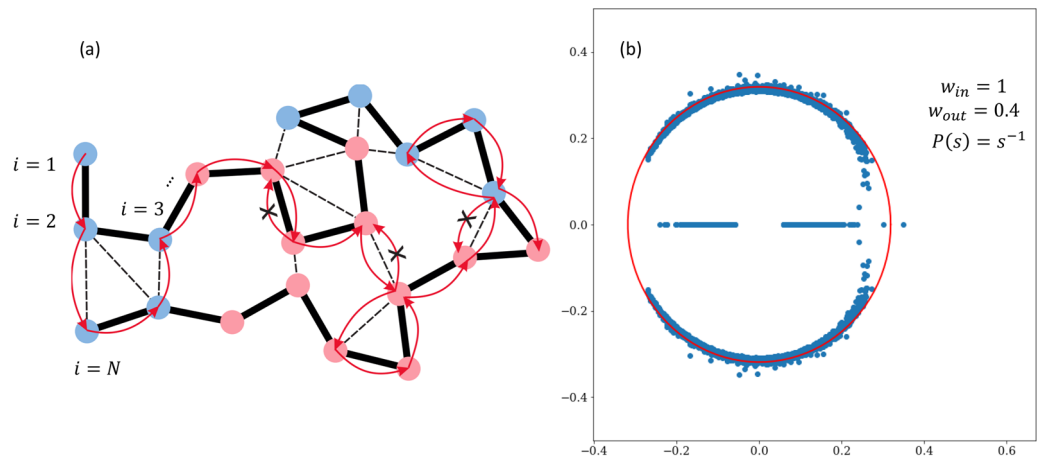 (a)
i = 1
i = 2
i = 3
...
i = N
(b)
w_in = 1
w_out = 0.4
P(s) = s⁻¹
0.4
0.2
0.0
−0.2
−0.4
−0.4 −0.2 0.0 0.2 0.4 0.6